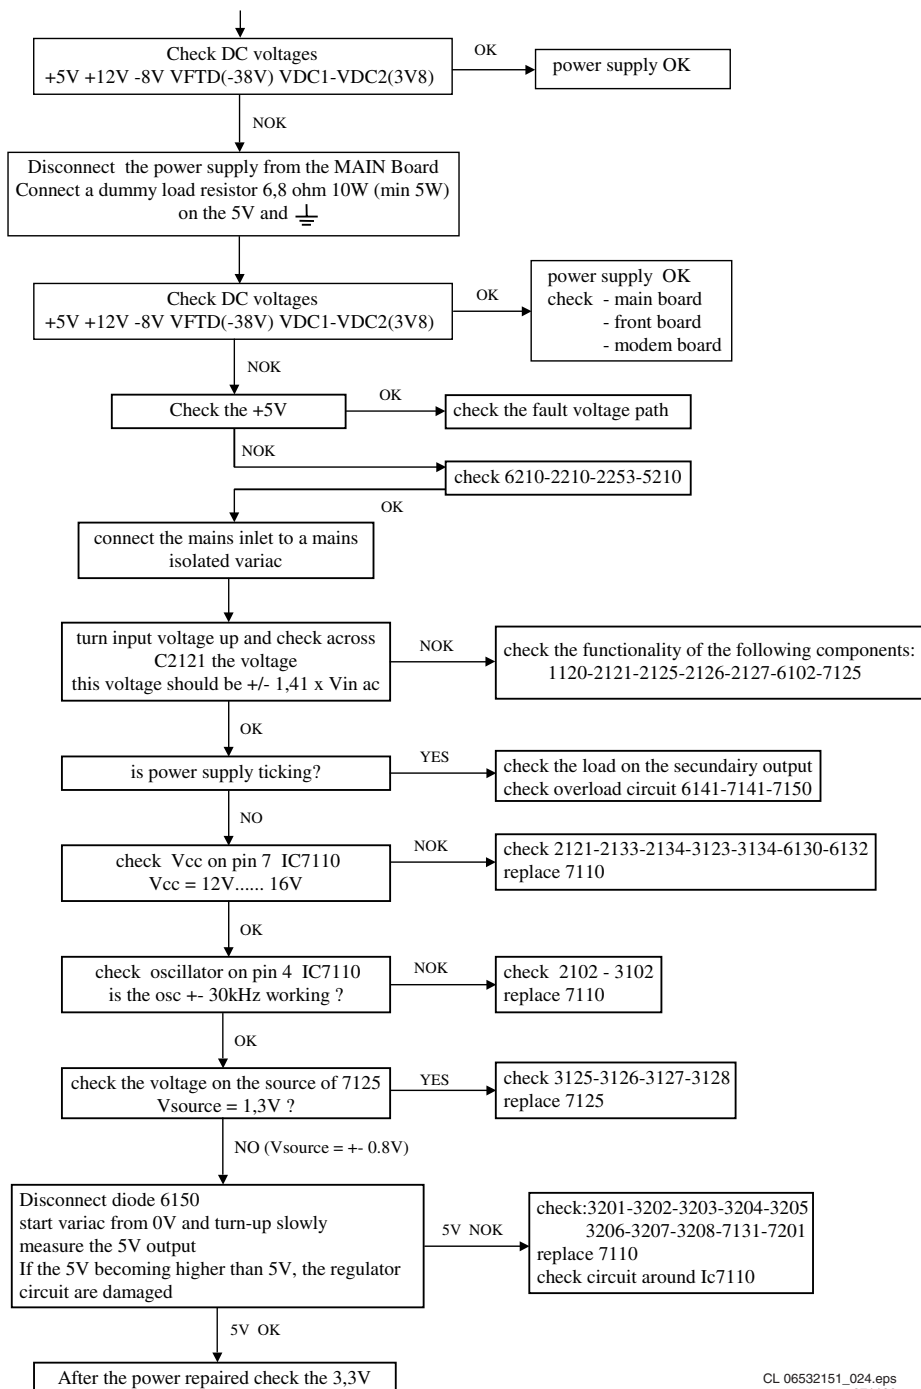 Check DC voltages
+5V +12V -8V VFTD(-38V) VDC1-VDC2(3V8)
OK
power supply OK
NOK
Disconnect the power supply from the MAIN Board
Connect a dummy load resistor 6,8 ohm 10W (min 5W)
on the 5V and
Check DC voltages
+5V +12V -8V VFTD(-38V) VDC1-VDC2(3V8)
OK
power supply OK
check - main board
- front board
- modem board
NOK
Check the +5V
OK
check the fault voltage path
NOK
check 6210-2210-2253-5210
OK
connect the mains inlet to a mains
isolated variac
turn input voltage up and check across
C2121 the voltage
this voltage should be +/- 1,41 x Vin ac
NOK
check the functionality of the following components:
1120-2121-2125-2126-2127-6102-7125
OK
is power supply ticking?
YES
check the load on the secundairy output
check overload circuit 6141-7141-7150
NO
check Vcc on pin 7 IC7110
Vcc = 12V...... 16V
NOK
check 2121-2133-2134-3123-3134-6130-6132
replace 7110
OK
check oscillator on pin 4 IC7110
is the osc +- 30kHz working ?
NOK
check 2102 - 3102
replace 7110
OK
check the voltage on the source of 7125
Vsource = 1,3V ?
YES
check 3125-3126-3127-3128
replace 7125
NO (Vsource = +- 0.8V)
Disconnect diode 6150
start variac from 0V and turn-up slowly
measure the 5V output
If the 5V becoming higher than 5V, the regulator
circuit are damaged
5V NOK
check:3201-3202-3203-3204-3205
3206-3207-3208-7131-7201
replace 7110
check circuit around Ic7110
5V OK
After the power repaired check the 3,3V
CL 06532151_024.eps